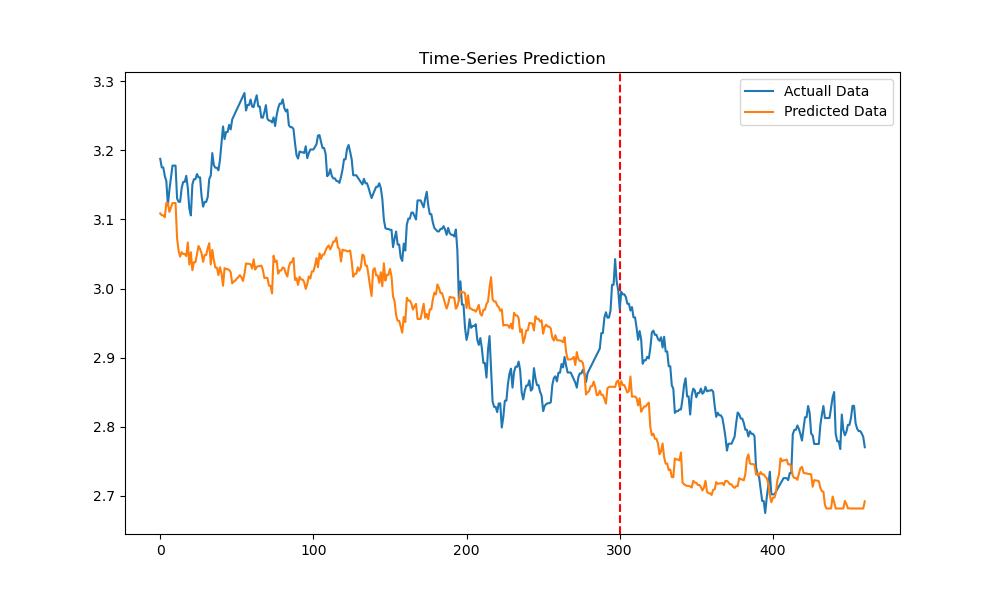 Time-Series Prediction
Actuall Data
Predicted Data
3.3
3.2
3.1
3.0
2.9
2.8
2.7
0 100 200 300 400